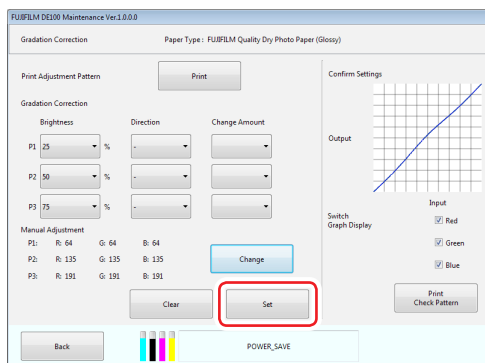 FUJIFILM DE100 Maintenance Ver.1.0.0.0
Gradation Correction Paper Type : FUJIFILM Quality Dry Photo Paper (Glossy)
Print Adjustment Pattern Print Confirm Settings
Gradation Correction
Brightness Direction Change Amount
Output
P1 25 % -
P2 50 % -
P3 75 % -
Input
Switch
Graph Display
Red
Green
Blue
Manual Adjustment
P1: R: 64 G: 64 B: 64
P2: R: 135 G: 135 B: 135
P3: R: 191 G: 191 B: 191
Change
Clear Set
Print
Check Pattern
Back POWER_SAVE